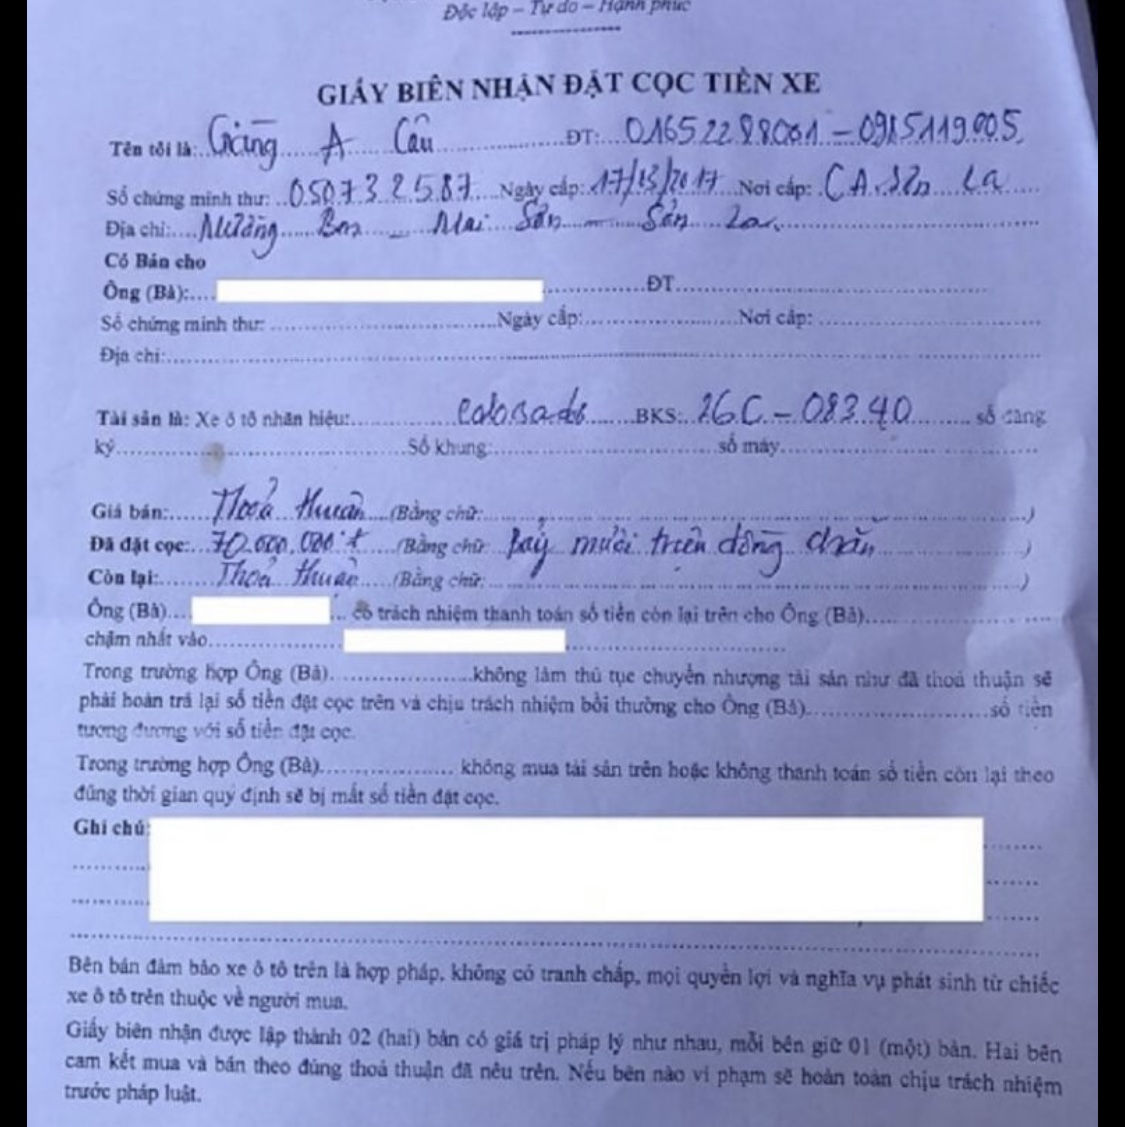 Độc lập – Tự do – Hạnh phúc
GIẤY BIÊN NHẬN ĐẶT CỌC TIỀN XE
Tên tôi là: Giàng A Câu ĐT: 01652288061 – 0985119005
Số chứng minh thư: 050732587 Ngày cấp: 17/ /2017 Nơi cấp: CA. Sơn La
Địa chỉ: Mường Bon – Mai Sơn – Sơn La
Có Bán cho
Ông (Bà): ĐT
Số chứng minh thư: Ngày cấp: Nơi cấp:
Địa chỉ:
Tài sản là: Xe ô tô nhãn hiệu: colorado BKS: 26C – 083.40 số đăng
ký Số khung: số máy
Giá bán: Thoả thuận (Bằng chữ: )
Đã đặt cọc: 70.000.000 (Bằng chữ: bảy mươi triệu đồng chẵn )
Còn lại: Thoả thuận (Bằng chữ: )
Ông (Bà) có trách nhiệm thanh toán số tiền còn lại trên cho Ông (Bà)
chậm nhất vào
Trong trường hợp Ông (Bà) không làm thủ tục chuyển nhượng tài sản như đã thoả thuận sẽ
phải hoàn trả lại số tiền đặt cọc trên và chịu trách nhiệm bồi thường cho Ông (Bà) số tiền
tương đương với số tiền đặt cọc.
Trong trường hợp Ông (Bà) không mua tài sản trên hoặc không thanh toán số tiền còn lại theo
đúng thời gian quy định sẽ bị mất số tiền đặt cọc.
Ghi chú:
Bên bán đảm bảo xe ô tô trên là hợp pháp, không có tranh chấp, mọi quyền lợi và nghĩa vụ phát sinh từ chiếc
xe ô tô trên thuộc về người mua.
Giấy biên nhận được lập thành 02 (hai) bản có giá trị pháp lý như nhau, mỗi bên giữ 01 (một) bản. Hai bên
cam kết mua và bán theo đúng thoả thuận đã nêu trên. Nếu bên nào vi phạm sẽ hoàn toàn chịu trách nhiệm
trước pháp luật.